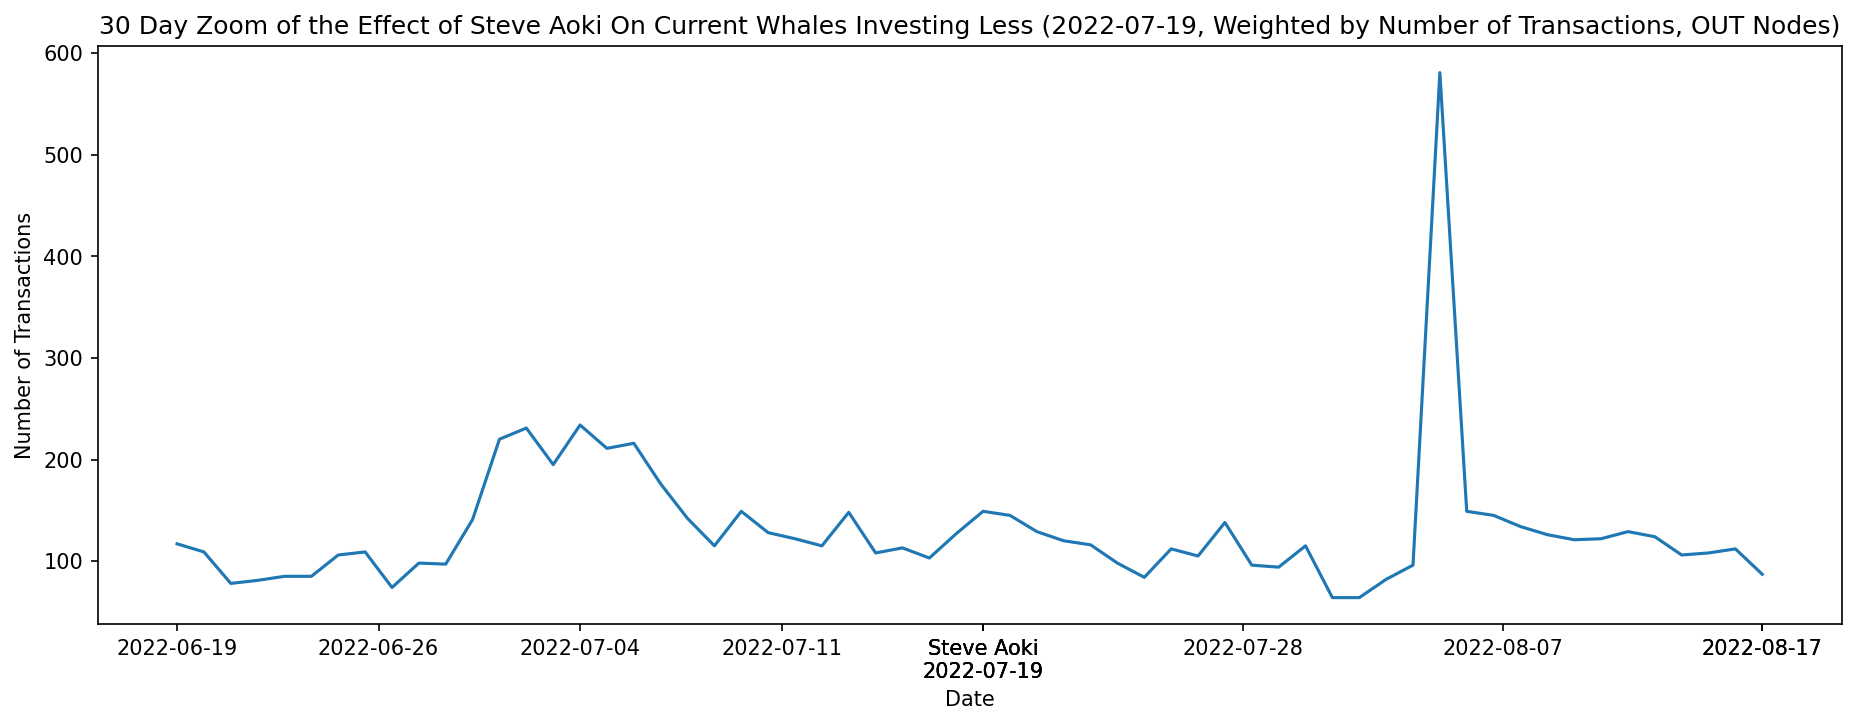 30 Day Zoom of the Effect of Steve Aoki On Current Whales Investing Less (2022-07-19, Weighted by Number of Transactions, OUT Nodes)
Number of Transactions
600
500
400
300
200
100
2022-06-19 2022-06-26 2022-07-04 2022-07-11 Steve Aoki 2022-07-28 2022-08-07 2022-08-17
2022-07-19
Date